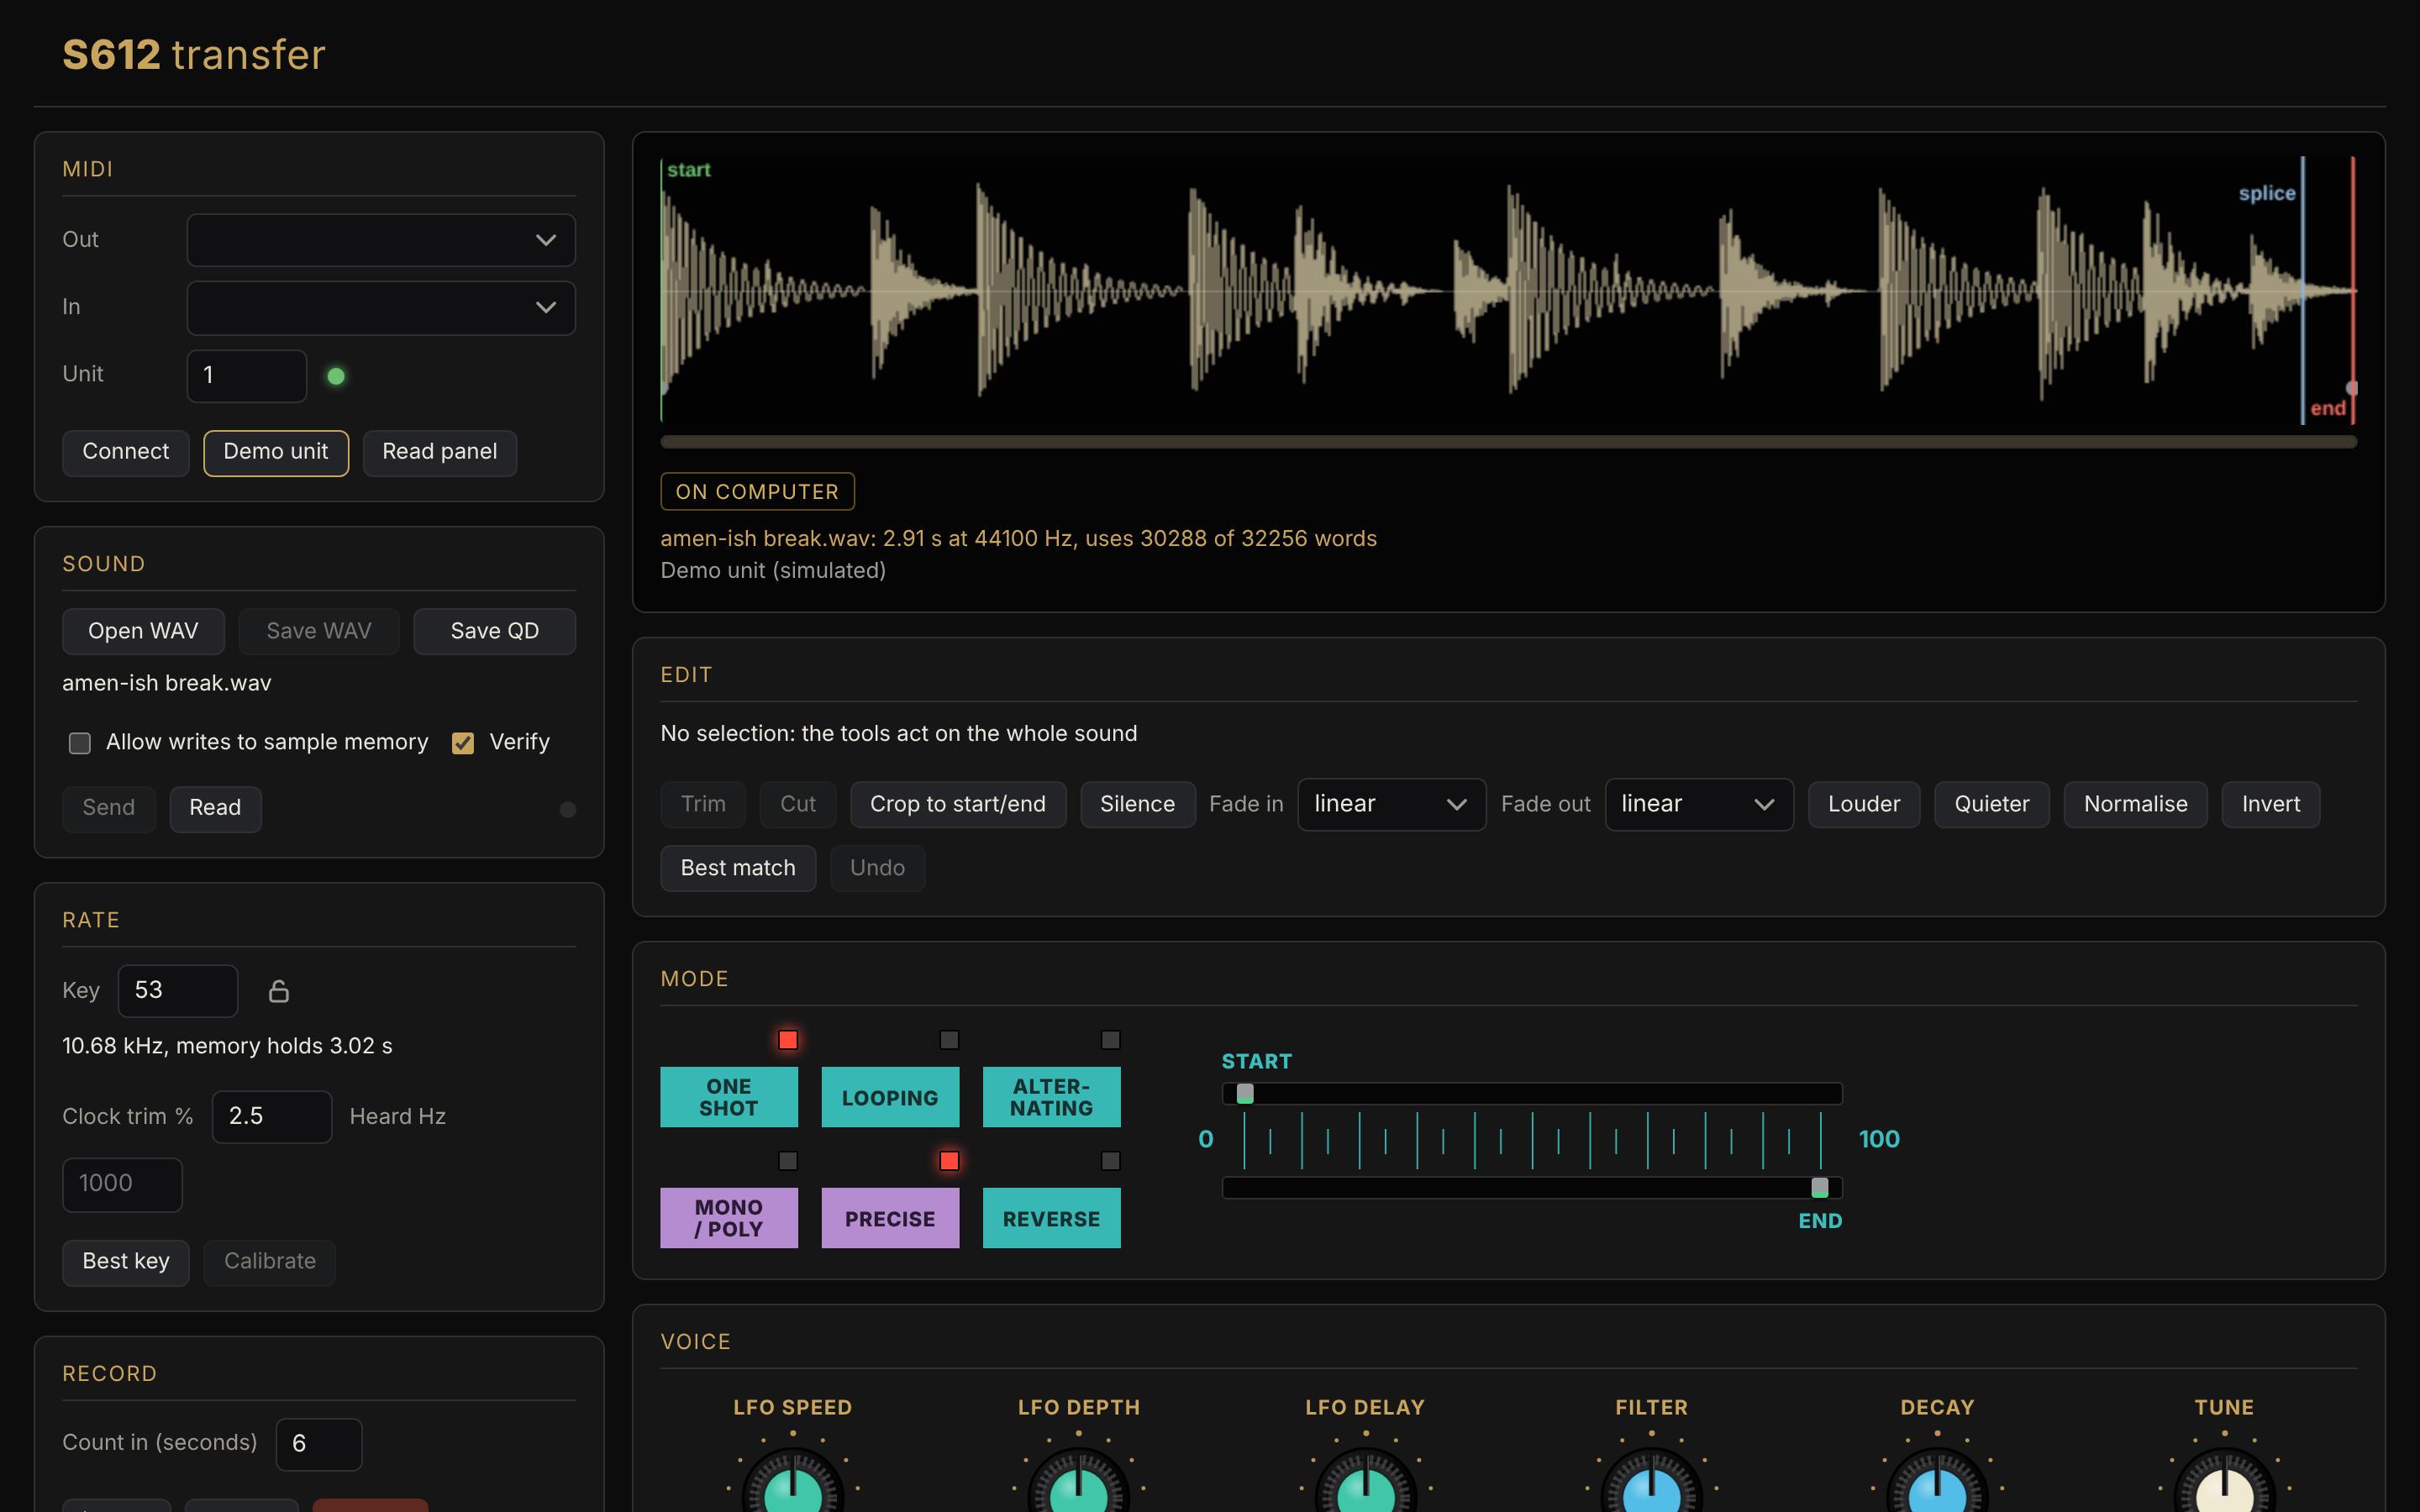 S612 transfer
MIDI
Out
In
Unit 1
Connect Demo unit Read panel
SOUND
Open WAV Save WAV Save QD
amen-ish break.wav
Allow writes to sample memory Verify
Send Read
RATE
Key 53
10.68 kHz, memory holds 3.02 s
Clock trim % 2.5 Heard Hz
1000
Best key Calibrate
RECORD
Count in (seconds) 6
start
splice
end
ON COMPUTER
amen-ish break.wav: 2.91 s at 44100 Hz, uses 30288 of 32256 words
Demo unit (simulated)
EDIT
No selection: the tools act on the whole sound
Trim Cut Crop to start/end Silence Fade in linear Fade out linear Louder Quieter Normalise Invert
Best match Undo
MODE
ONE
SHOT
LOOPING
ALTER-
NATING
MONO
/ POLY
PRECISE
REVERSE
START
0 100
END
VOICE
LFO SPEED LFO DEPTH LFO DELAY FILTER DECAY TUNE